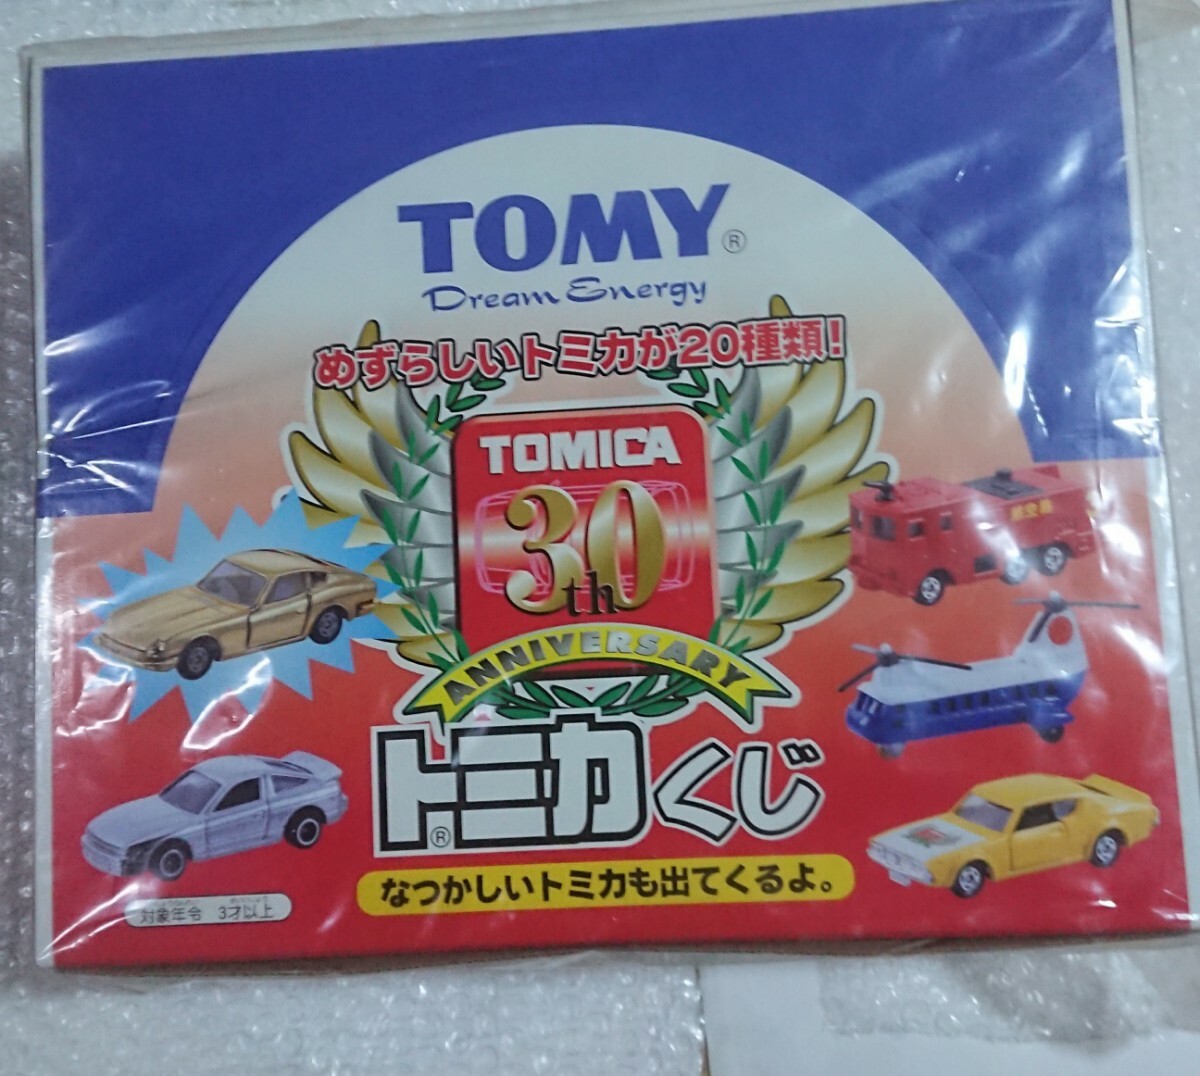 TOMY®
Dream Energy
めずらしいトミカが20種類!
TOMICA
30th
ANNIVERSARY
トミカくじ
®
なつかしいトミカも出てくるよ。
対象年令 3才以上